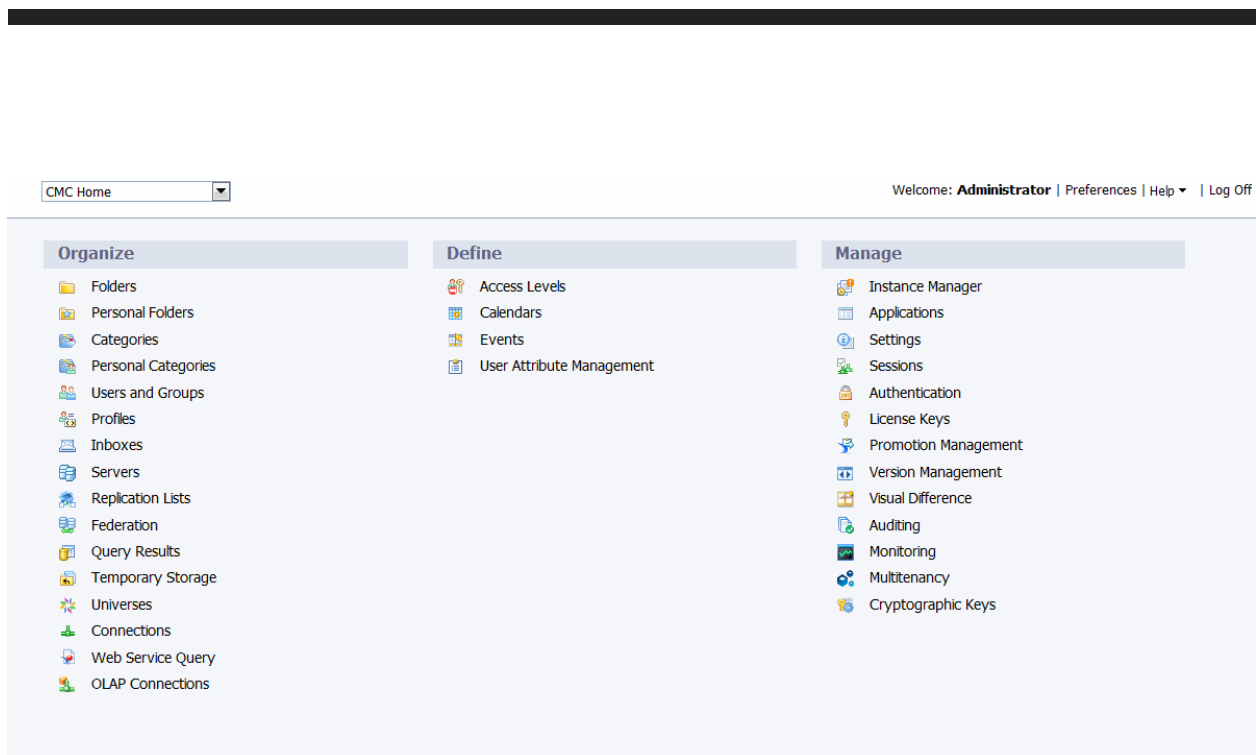 CMC Home
Welcome: Administrator | Preferences | Help | Log Off
Organize
Folders
Personal Folders
Categories
Personal Categories
Users and Groups
Profiles
Inboxes
Servers
Replication Lists
Federation
Query Results
Temporary Storage
Universes
Connections
Web Service Query
OLAP Connections
Define
Access Levels
Calendars
Events
User Attribute Management
Manage
Instance Manager
Applications
Settings
Sessions
Authentication
License Keys
Promotion Management
Version Management
Visual Difference
Auditing
Monitoring
Multitenancy
Cryptographic Keys